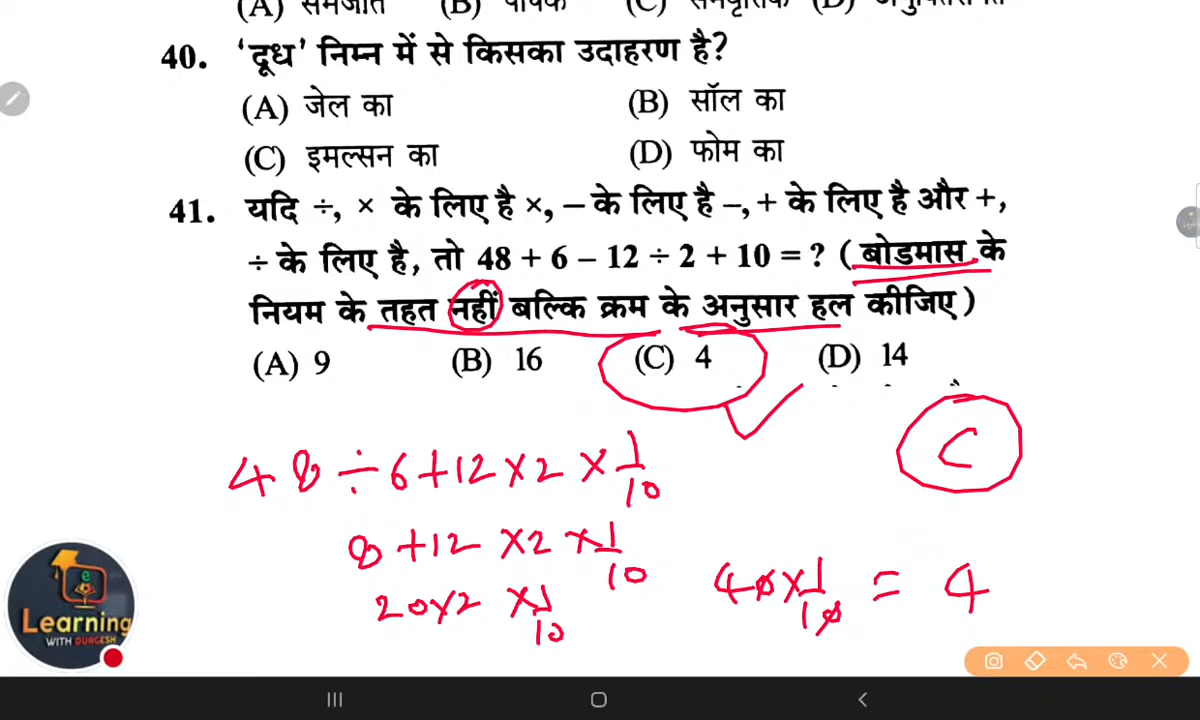 (A) समजात (B) (C) (D)
40. ‘दूध’ निम्न में से किसका उदाहरण है?
(A) जेल का (B) सॉल का
(C) इमल्सन का (D) फोम का
41. यदि ÷, × के लिए है ×, – के लिए है –, + के लिए है और +,
÷ के लिए है, तो 48 + 6 – 12 ÷ 2 + 10 = ? ( बोडमास के
नियम के तहत नहीं बल्कि क्रम के अनुसार हल कीजिए )
(A) 9 (B) 16 (C) 4 (D) 14
C
48 ÷ 6 + 12 × 2 × 1/10
8 + 12 × 2 × 1/10
20 × 2 × 1/10
40 × 1/10 = 4
e
Learning
WITH DURGESH